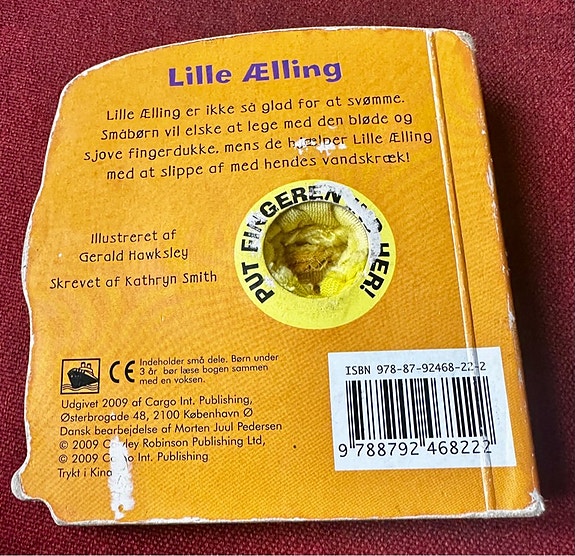 Lille Ælling
Lille Ælling er ikke så glad for at svømme.
Småbørn vil elske at lege med den bløde og
sjove fingerdukke, mens de hjælper Lille Ælling
med at slippe af med hendes vandskræk!
Illustreret af
Gerald Hawksley
Skrevet af Kathryn Smith
PUT FINGEREN IND HER!
CE
Indeholder små dele. Børn under
3 år bør læse bogen sammen
med en voksen.
Udgivet 2009 af Cargo Int. Publishing,
Østerbrogade 48, 2100 København Ø
Dansk bearbejdelse af Morten Juul Pedersen
© 2009 Robinson Publishing Ltd,
© 2009 Cargo Int. Publishing
Trykt i Kina
ISBN 978-87-92468-22-2
9 788792 468222